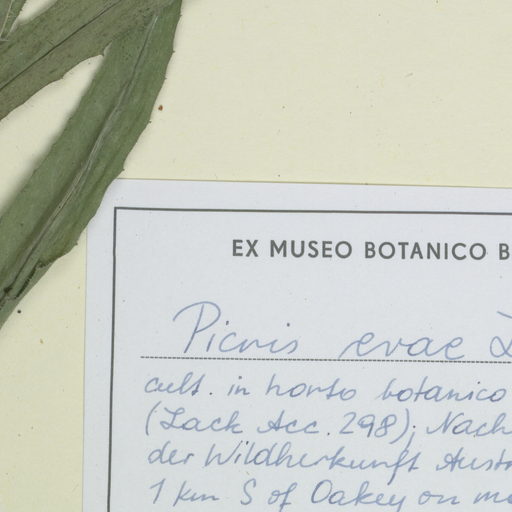 EX MUSEO BOTANICO B
Picris evae L
cult. in horto botanico
(Lack Acc. 298); Nach
der Wildherkunft Austr
1 km S of Oakey on mo